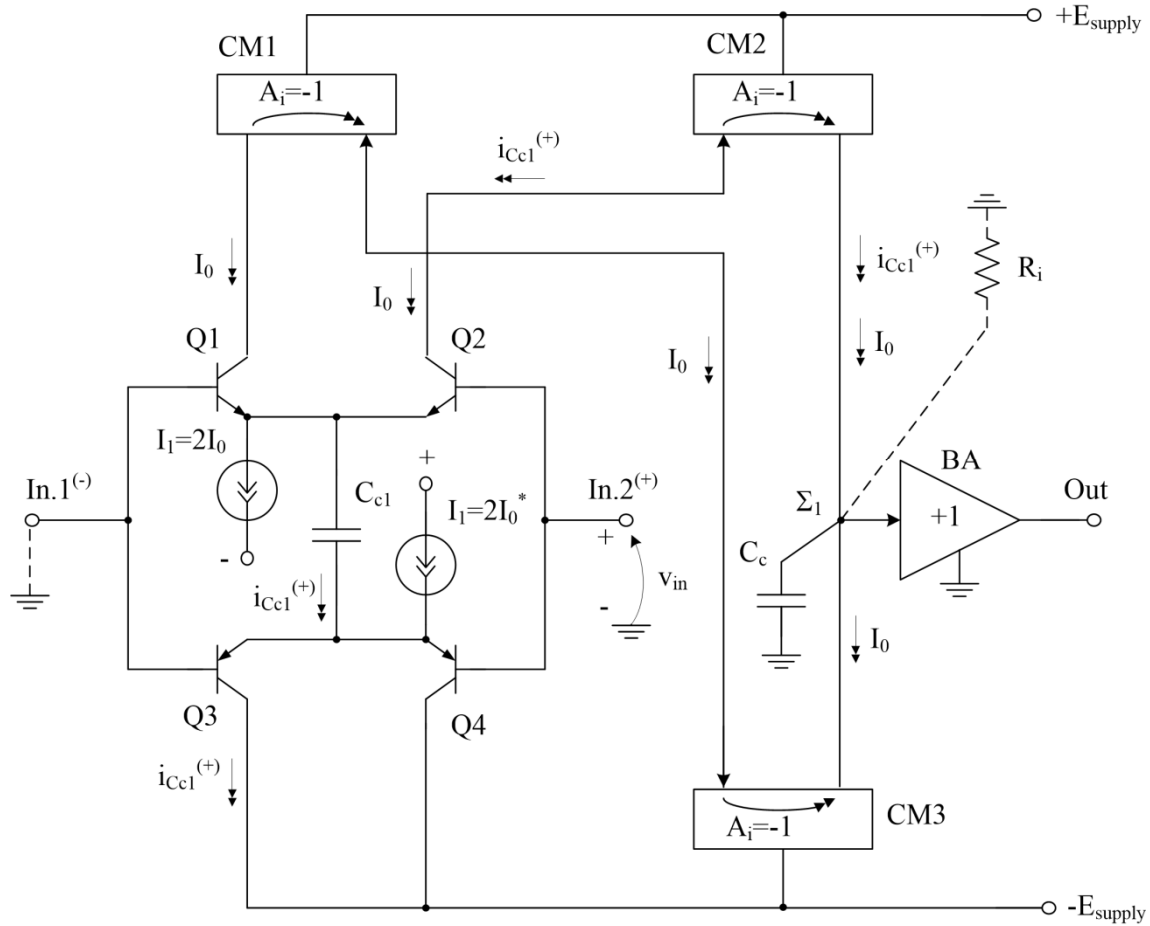 +E_supply
CM1
CM2
A_i=-1
A_i=-1
i_Cc1^(+)
i_Cc1^(+)
R_i
I_0
I_0
Q1
Q2
I_0
I_0
I_1=2I_0
+
BA
In.1^(-)
C_c1
I_1=2I_0^*
In.2^(+)
Σ_1
+1
Out
-
+
C_c
i_Cc1^(+)
v_in
-
I_0
Q3
Q4
i_Cc1^(+)
CM3
A_i=-1
-E_supply